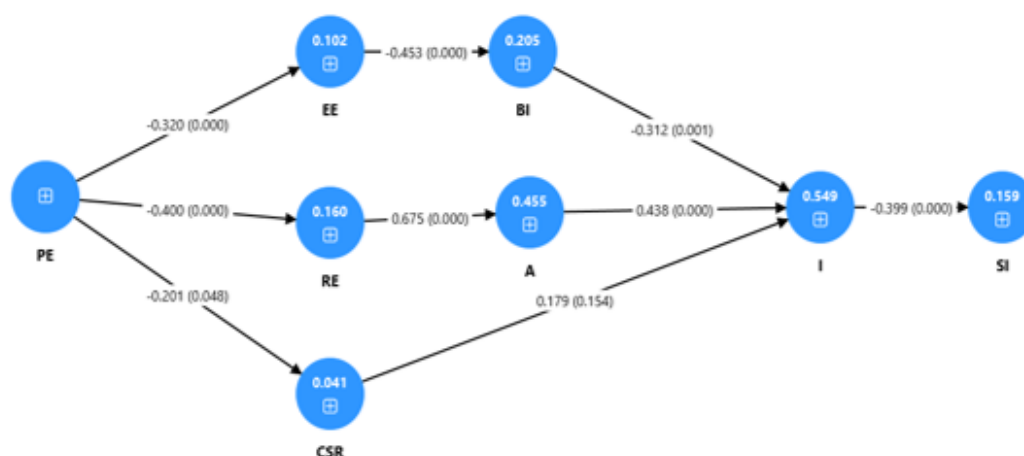 0.102
-0.453 (0.000)
0.205
EE
BI
-0.320 (0.000)
-0.312 (0.001)
PE
-0.400 (0.000)
0.160
0.675 (0.000)
0.455
0.438 (0.000)
0.549
-0.399 (0.000)
0.159
RE
A
I
SI
-0.201 (0.048)
0.179 (0.154)
0.041
CSR